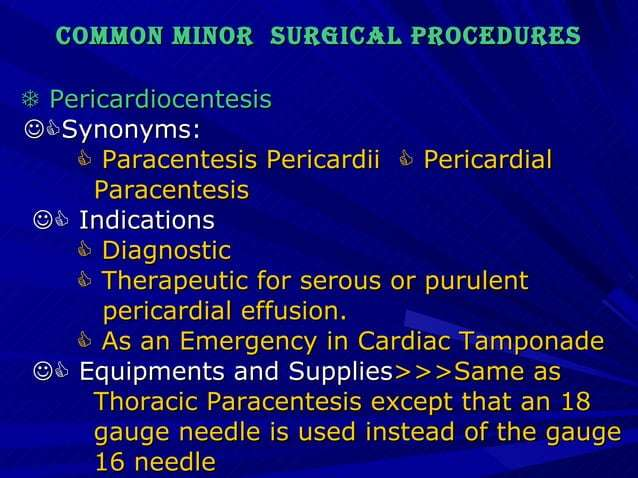 COMMON MINOR SURGICAL PROCEDURES
Pericardiocentesis
Synonyms:
Paracentesis Pericardii Pericardial
Paracentesis
Indications
Diagnostic
Therapeutic for serous or purulent
pericardial effusion.
As an Emergency in Cardiac Tamponade
Equipments and Supplies>>>Same as
Thoracic Paracentesis except that an 18
gauge needle is used instead of the gauge
16 needle